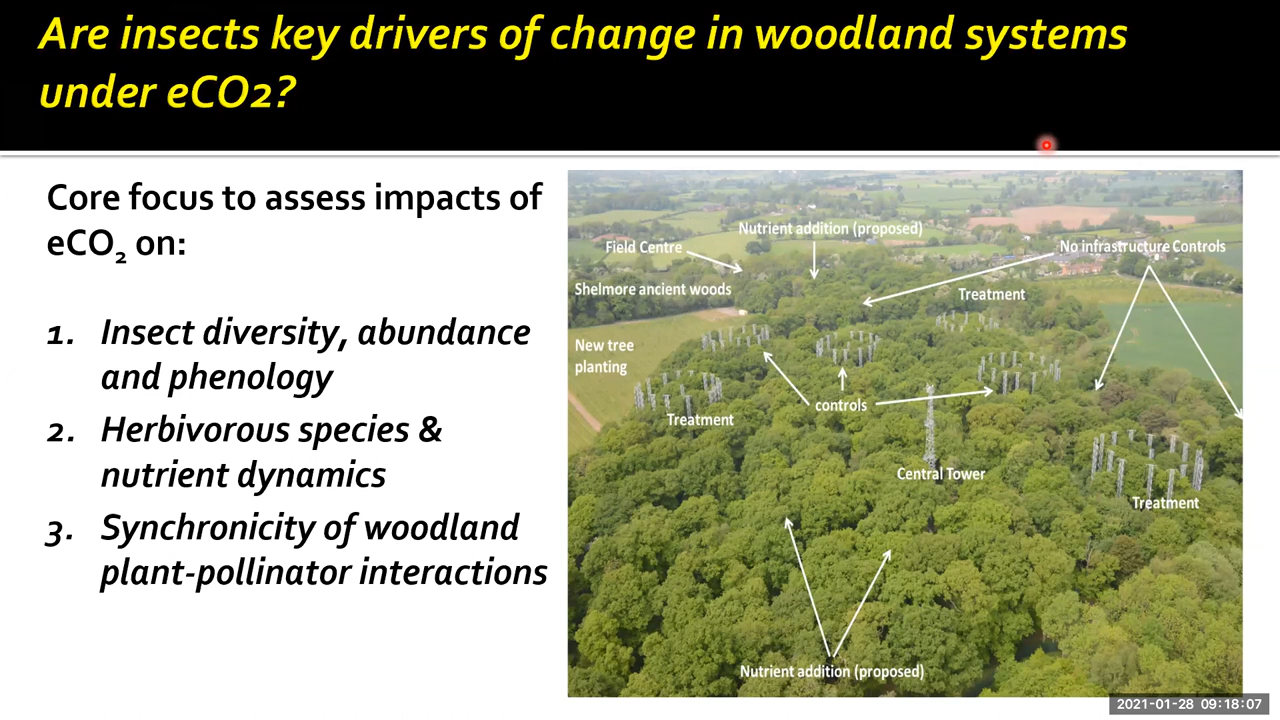 Are insects key drivers of change in woodland systems
under eCO2?
Core focus to assess impacts of
eCO₂ on:
1. Insect diversity, abundance
and phenology
2. Herbivorous species &
nutrient dynamics
3. Synchronicity of woodland
plant-pollinator interactions
Nutrient addition (proposed)
Field Centre
No infrastructure Controls
Shelmore ancient woods
Treatment
New tree
planting
controls
Treatment
Central Tower
Treatment
Nutrient addition (proposed)
2021-01-28 09:18:07